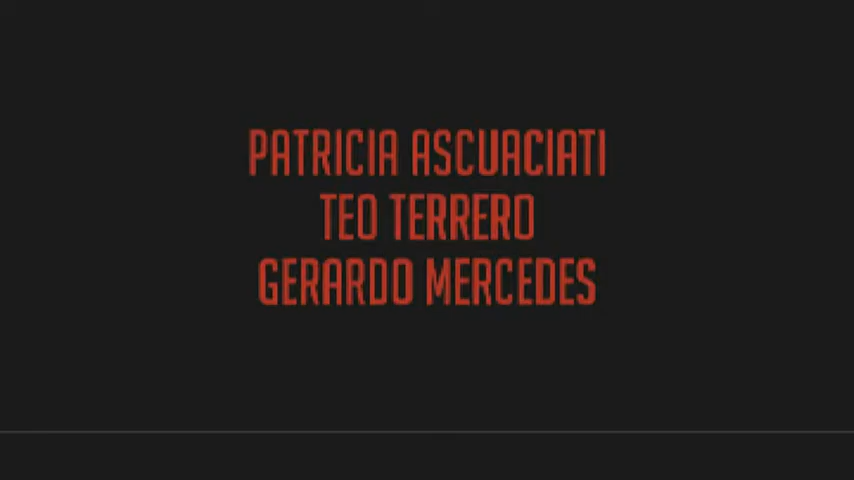 PATRICIA ASCUACIATI
TEO TERRERO
GERARDO MERCEDES